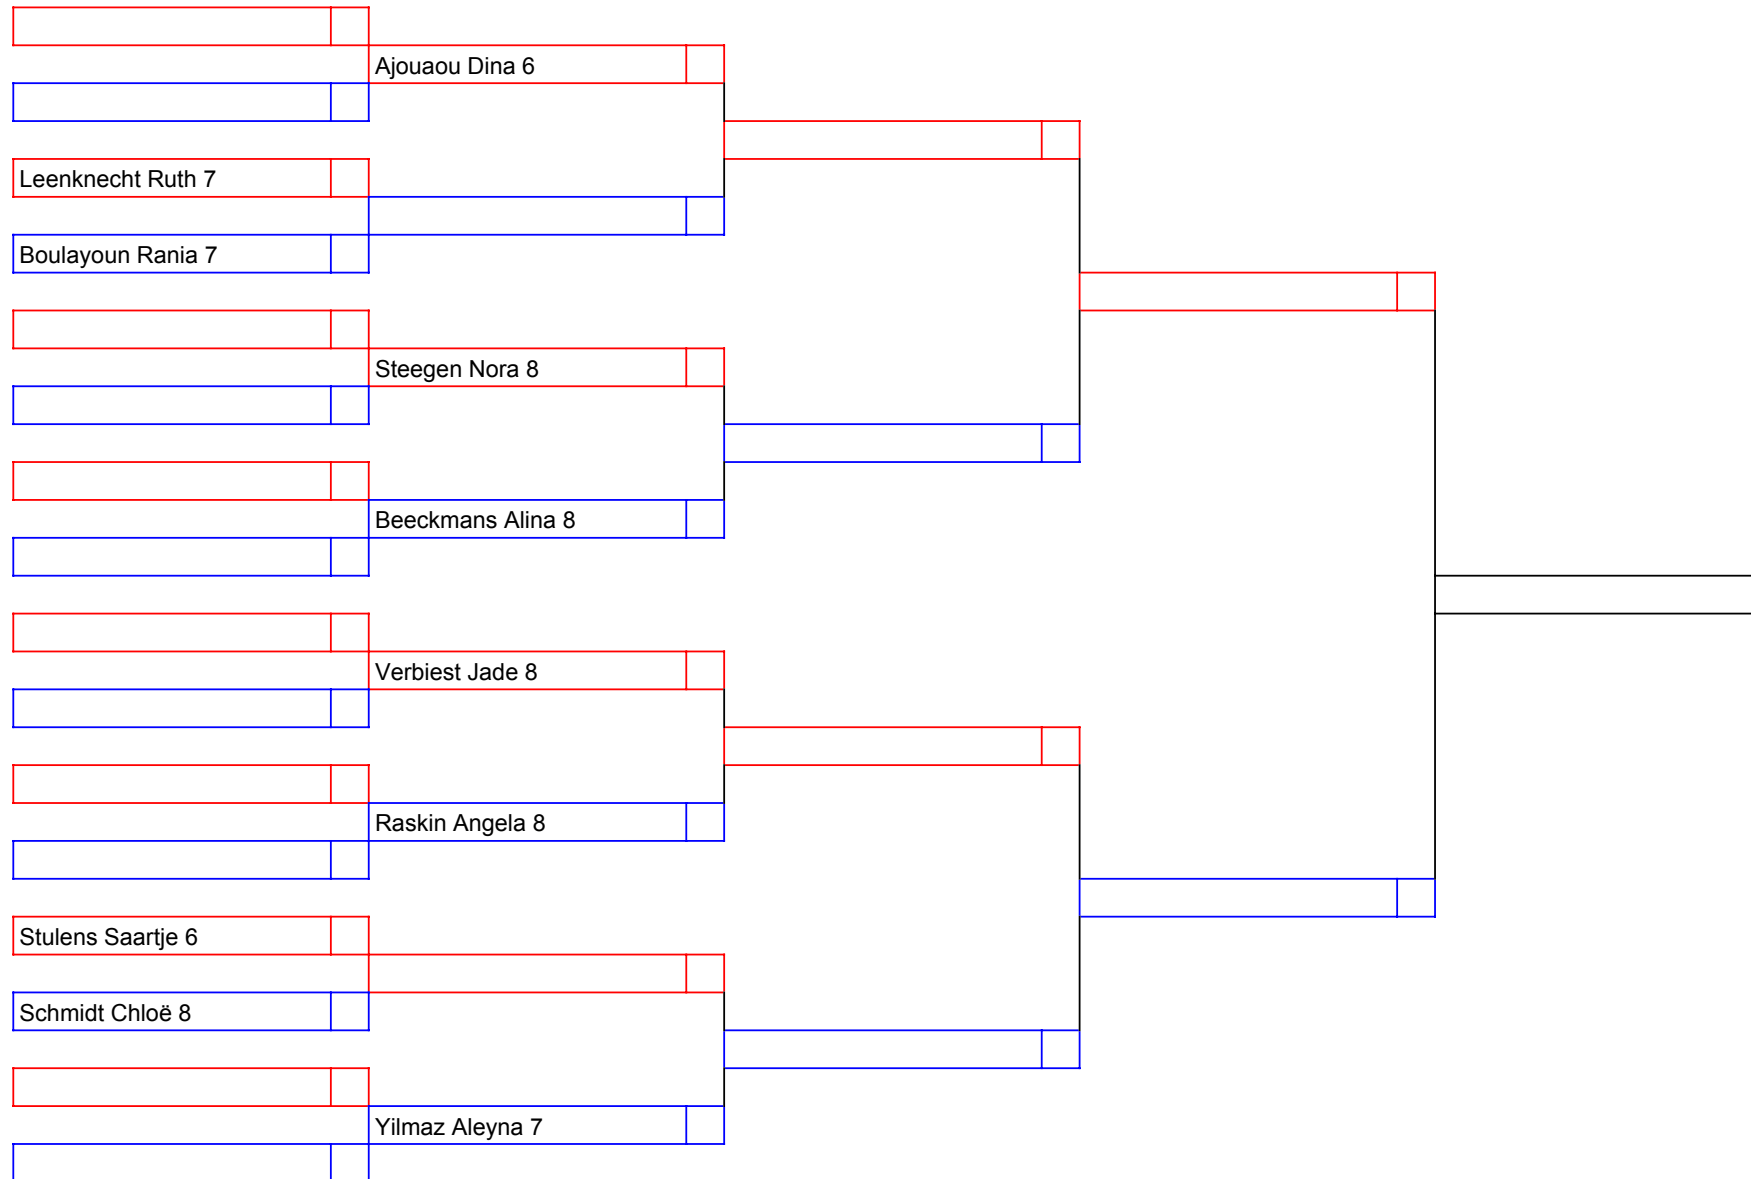 Ajouaou Dina 6
Leenknecht Ruth 7
Boulayoun Rania 7
Steegen Nora 8
Beeckmans Alina 8
Verbiest Jade 8
Raskin Angela 8
Stulens Saartje 6
Schmidt Chloë 8
Yilmaz Aleyna 7